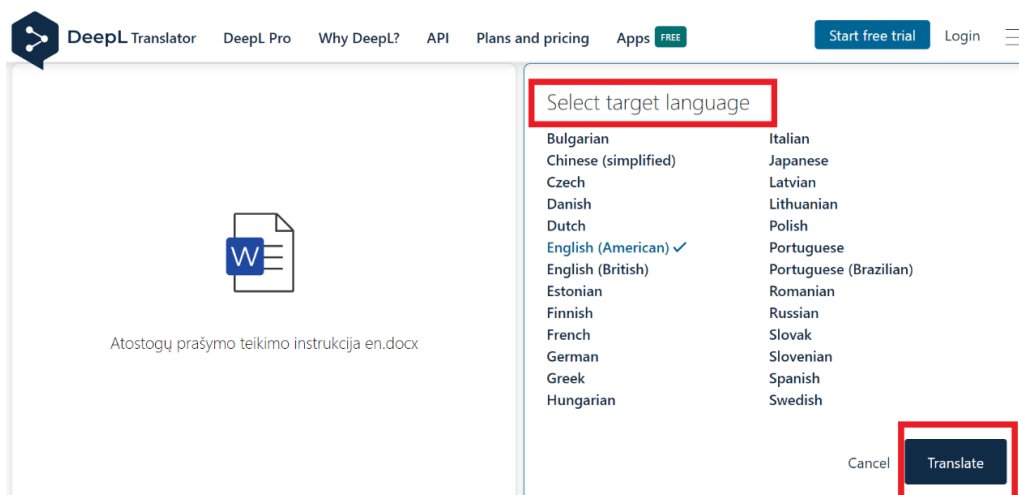 DeepL Translator DeepL Pro Why DeepL? API Plans and pricing Apps FREE Start free trial Login
W
Atostogų prašymo teikimo instrukcija en.docx
Select target language
Bulgarian
Chinese (simplified)
Czech
Danish
Dutch
English (American)
English (British)
Estonian
Finnish
French
German
Greek
Hungarian
Italian
Japanese
Latvian
Lithuanian
Polish
Portuguese
Portuguese (Brazilian)
Romanian
Russian
Slovak
Slovenian
Spanish
Swedish
Cancel Translate